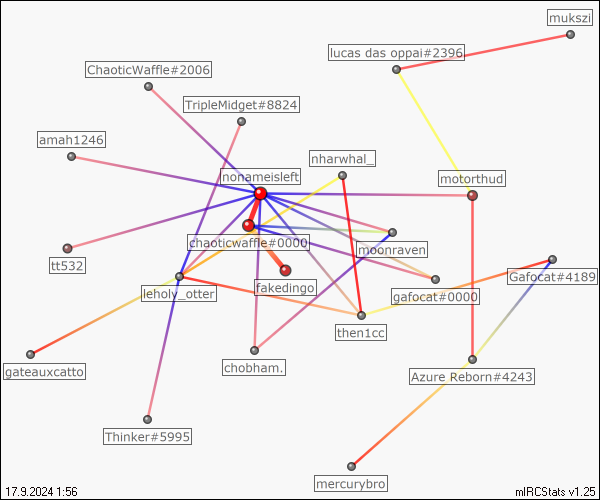 mukszi
lucas das oppai#2396
ChaoticWaffle#2006
TripleMidget#8824
amah1246
nharwhal_
nonameisleft
motorthud
chaoticwaffle#0000
moonraven
tt532
fakedingo
Gafocat#4189
leholy_otter
gafocat#0000
then1cc
chobham.
gateauxcatto
Azure Reborn#4243
Thinker#5995
mercurybro
17.9.2024 1:56
mIRCStats v1.25